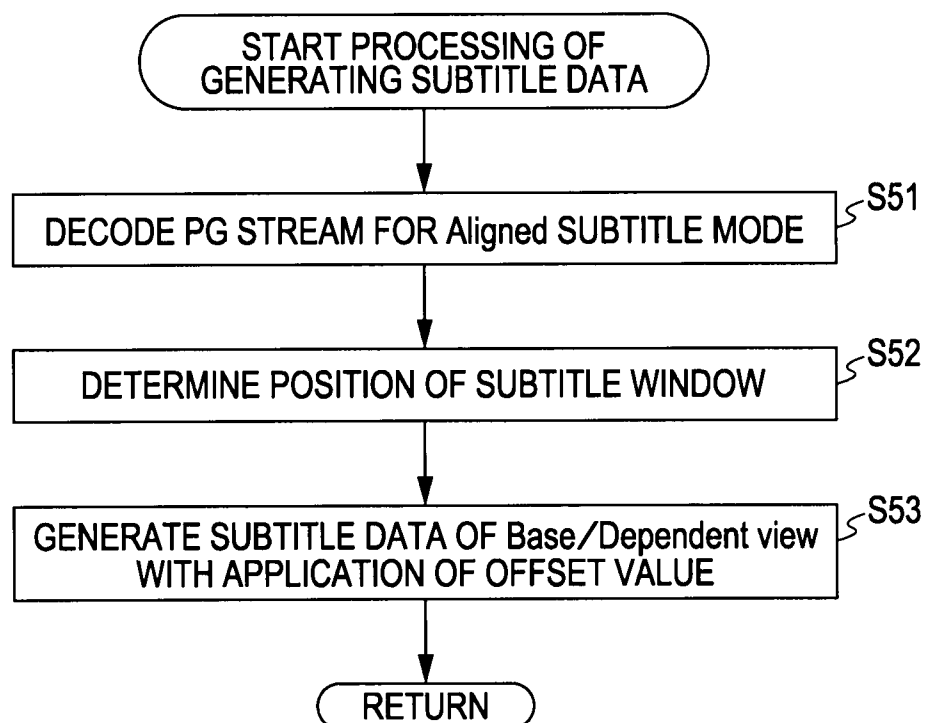 START PROCESSING OF
GENERATING SUBTITLE DATA
S51
DECODE PG STREAM FOR Aligned SUBTITLE MODE
S52
DETERMINE POSITION OF SUBTITLE WINDOW
S53
GENERATE SUBTITLE DATA OF Base/Dependent view
WITH APPLICATION OF OFFSET VALUE
RETURN